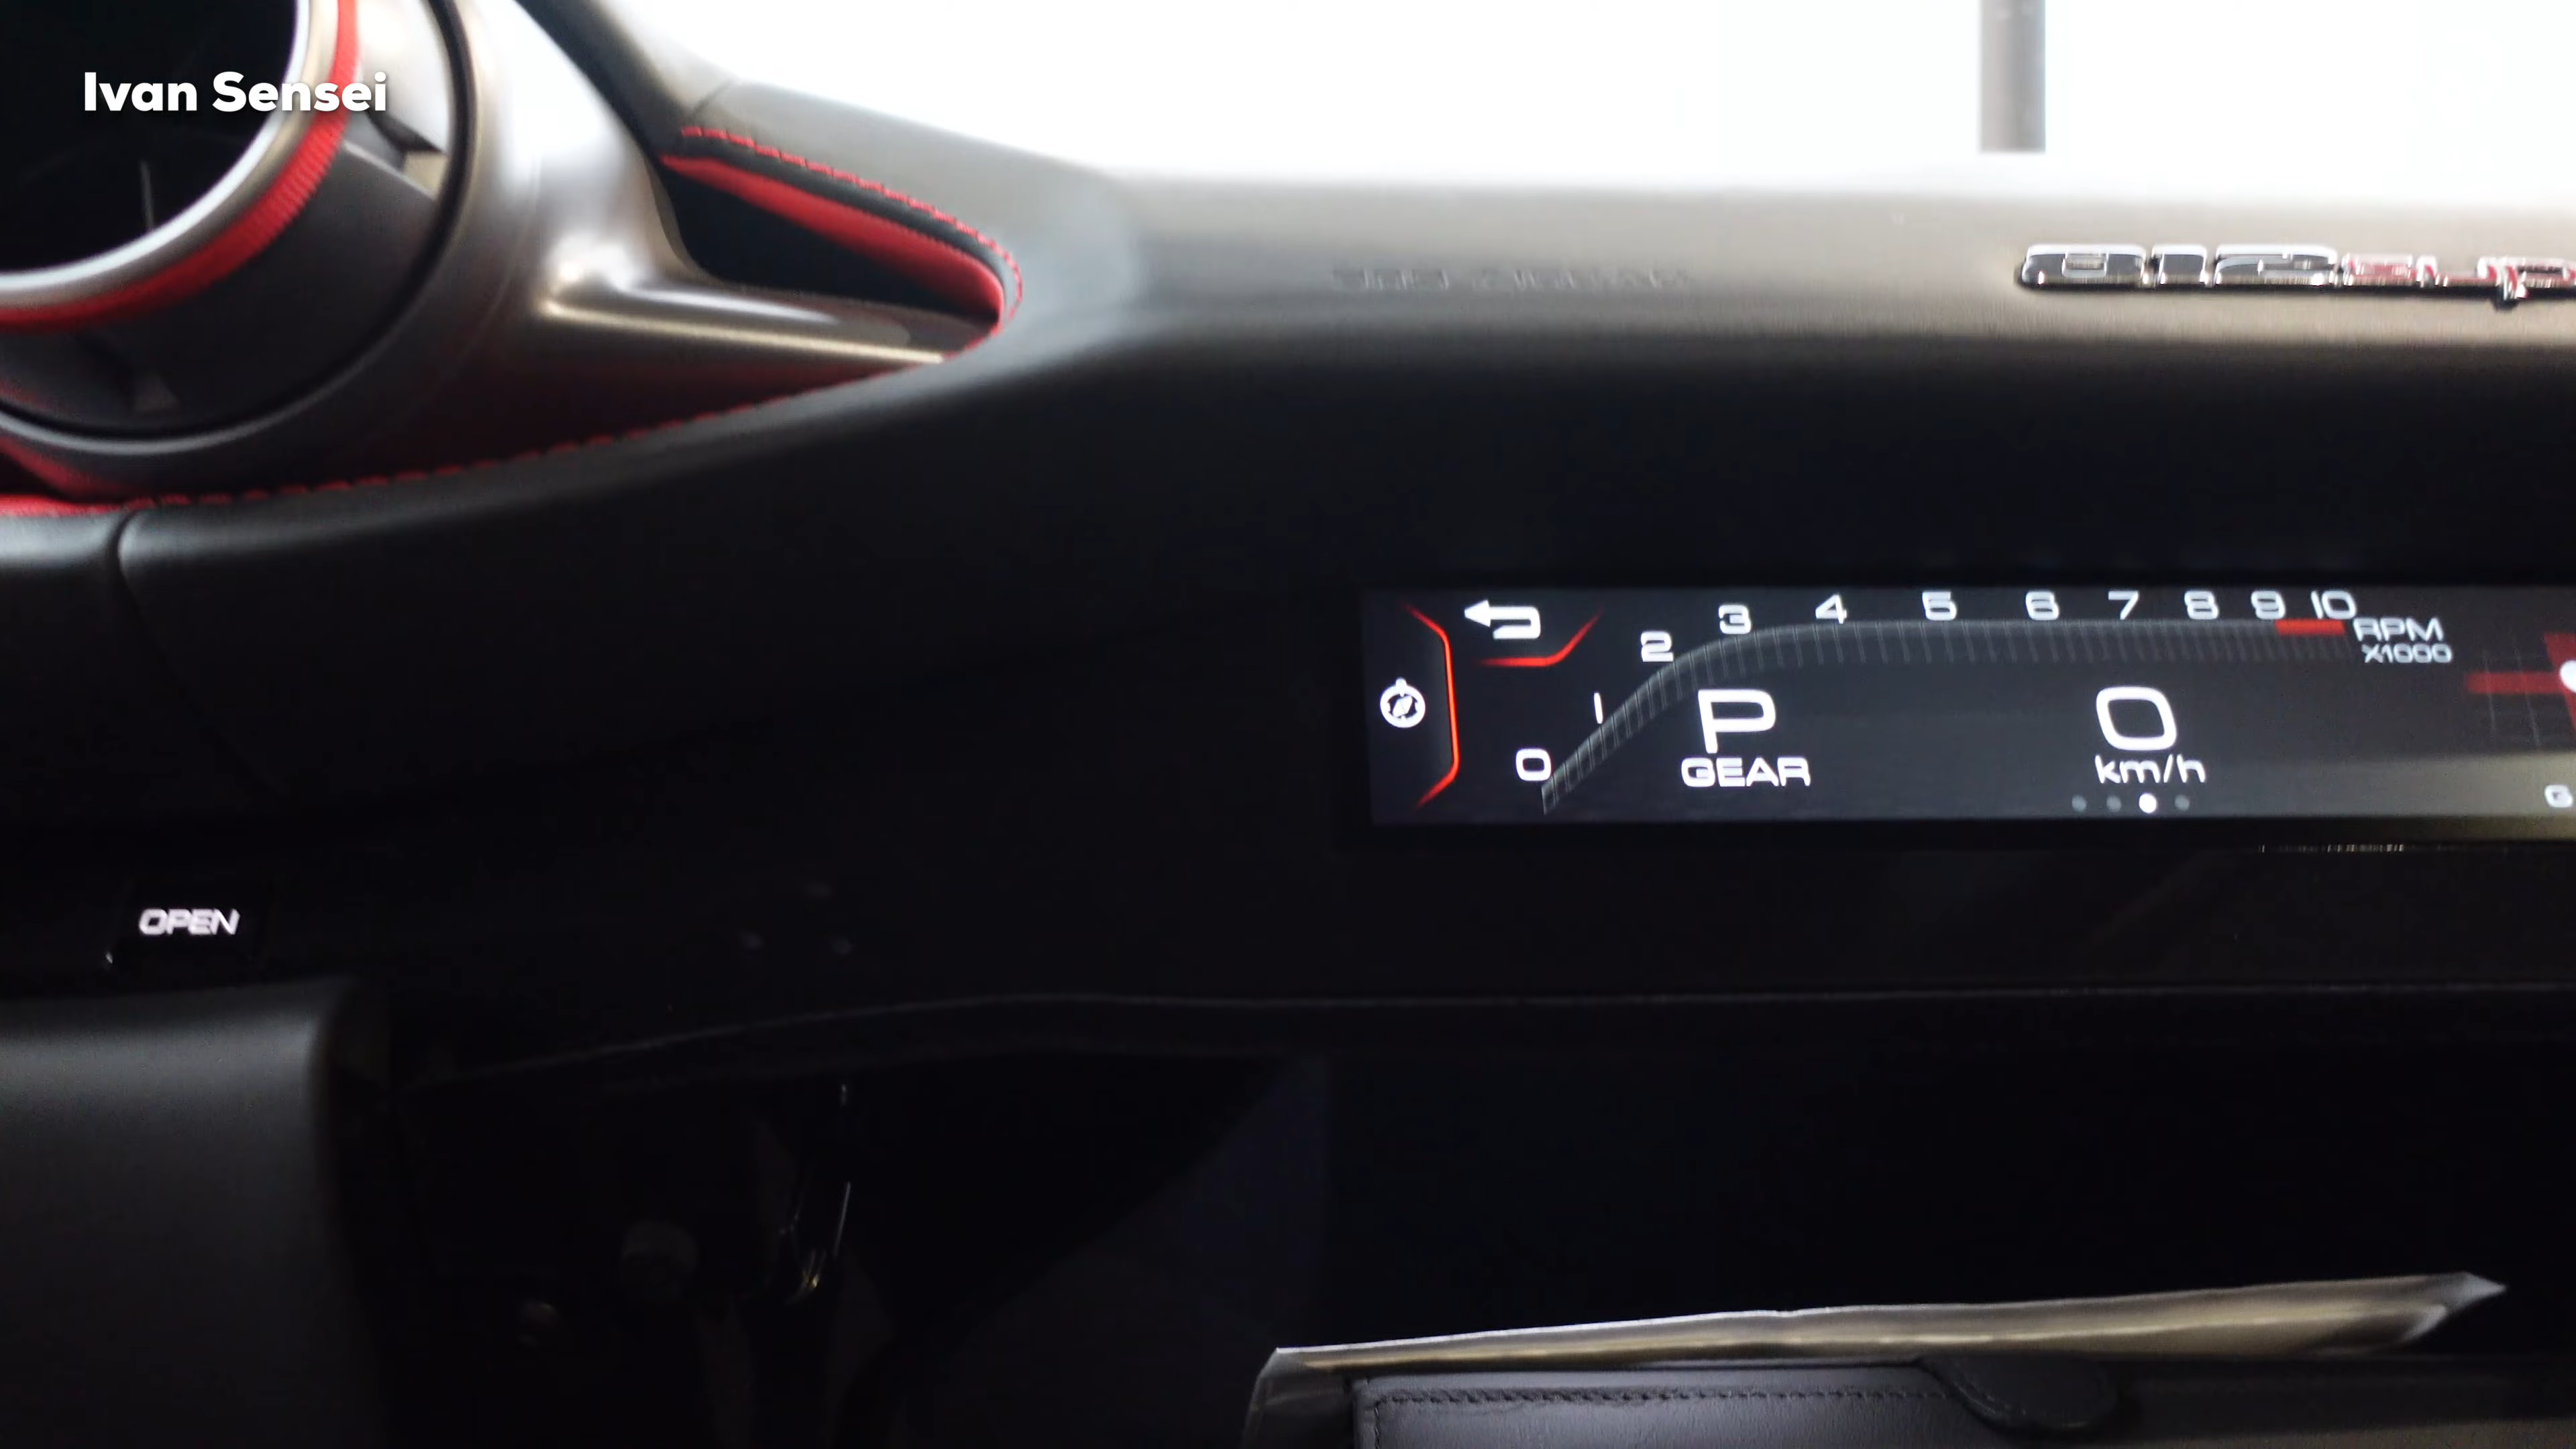 Ivan Sensei
812Sup
2 3 4 5 6 7 8 9 10
RPM
X1000
1
P
0
0
GEAR
km/h
G
OPEN